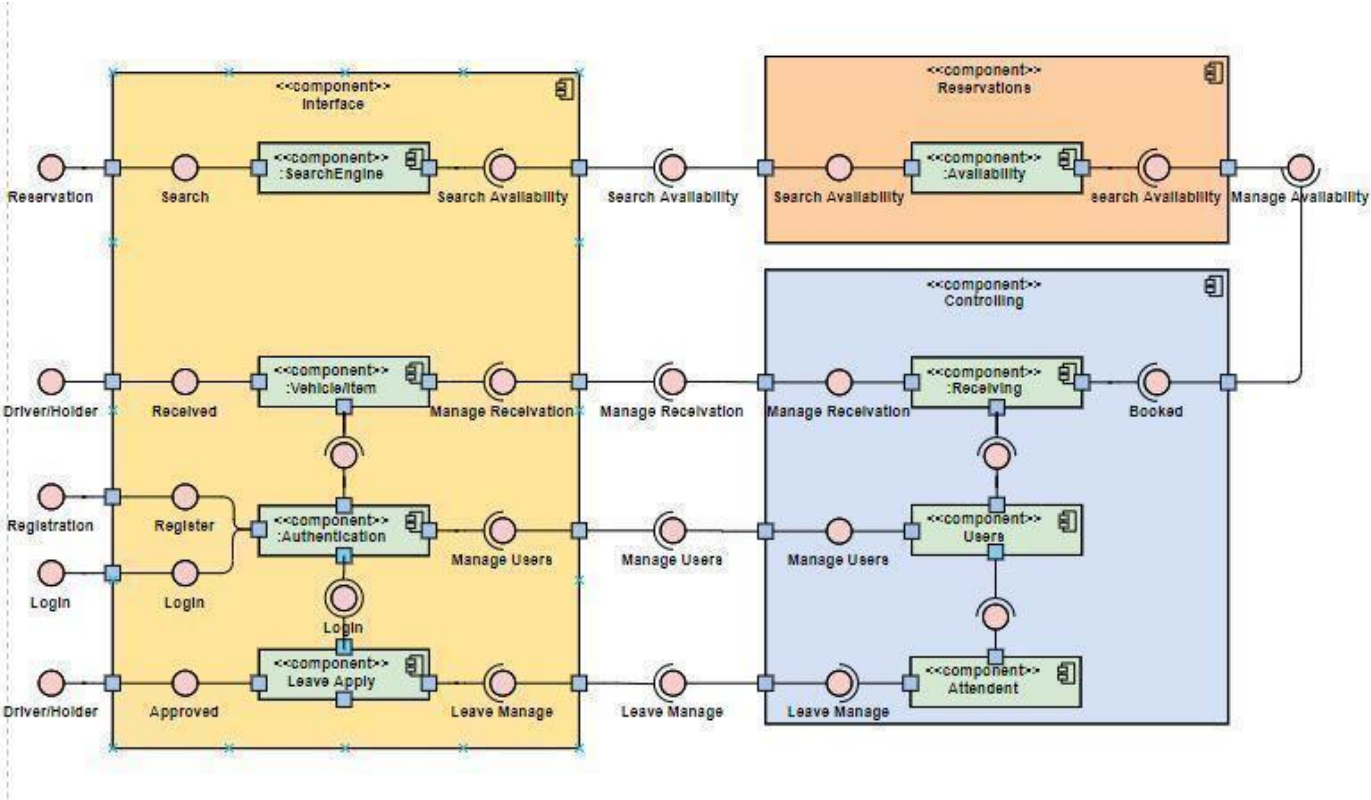 <<component>>
Interface
<<component>>
Reservations
<<component>>
:SearchEngine
<<component>>
:Availability
Reservation
Search
Search Availability
Search Availability
Search Availability
search Availability
Manage Availability
<<component>>
Controlling
<<component>>
:Vehicle/Item
<<component>>
:Receiving
Driver/Holder
Received
Manage Receivation
Manage Receivation
Manage Receivation
Booked
Registration
Register
<<component>>
:Authentication
Manage Users
Manage Users
Manage Users
<<component>>
Users
Login
Login
Login
<<component>>
Leave Apply
<<component>>
Attendent
Driver/Holder
Approved
Leave Manage
Leave Manage
Leave Manage